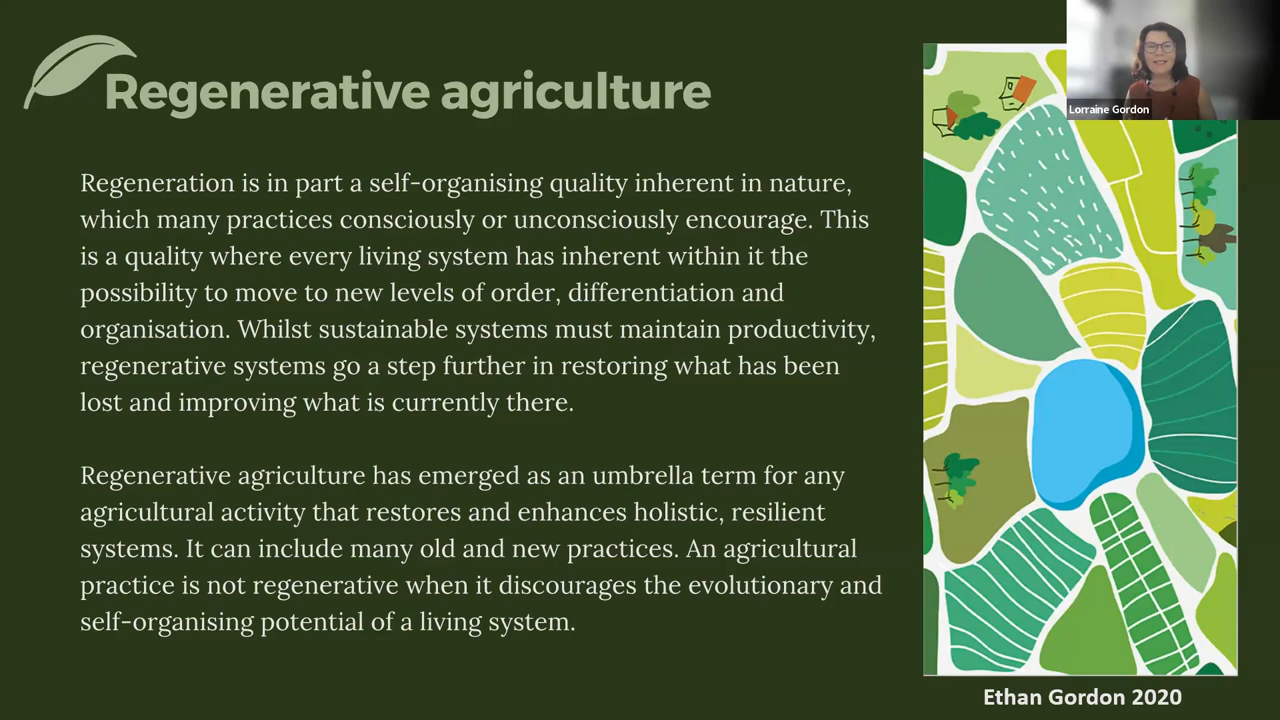 Regenerative agriculture
Lorraine Gordon
Regeneration is in part a self-organising quality inherent in nature,
which many practices consciously or unconsciously encourage. This
is a quality where every living system has inherent within it the
possibility to move to new levels of order, differentiation and
organisation. Whilst sustainable systems must maintain productivity,
regenerative systems go a step further in restoring what has been
lost and improving what is currently there.
Regenerative agriculture has emerged as an umbrella term for any
agricultural activity that restores and enhances holistic, resilient
systems. It can include many old and new practices. An agricultural
practice is not regenerative when it discourages the evolutionary and
self-organising potential of a living system.
Ethan Gordon 2020